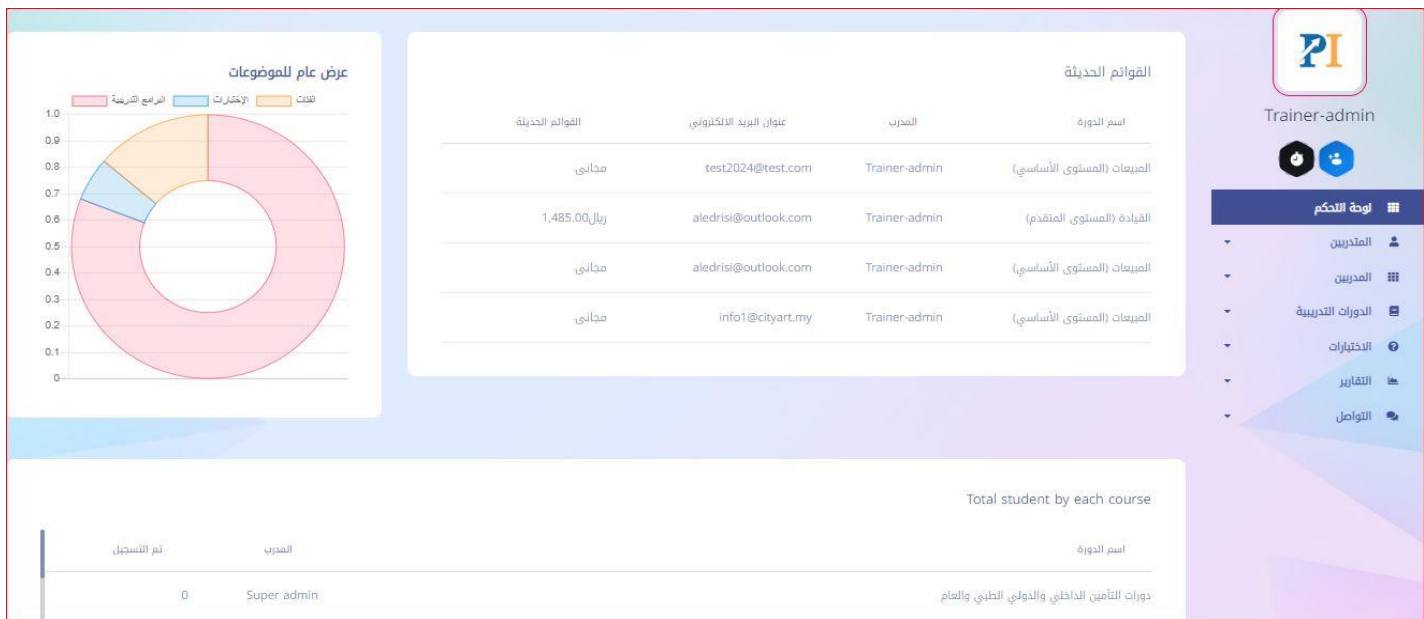 PI
Trainer-admin
لوحة التحكم
المتدربين
المدربين
الدورات التدريبية
الاختبارات
التقارير
التواصل
القوائم الحديثة
اسم الدورة المدرب عنوان البريد الالكتروني القوائم الحديثة
المبيعات (المستوى الأساسي) Trainer-admin test2024@test.com مجانى
القيادة (المستوى المتقدم) Trainer-admin aledrisi@outlook.com ريال1,485.00
المبيعات (المستوى الأساسي) Trainer-admin aledrisi@outlook.com مجانى
المبيعات (المستوى الأساسي) Trainer-admin info1@cityart.my مجانى
عرض عام للموضوعات
الفئات الإختبارات البرامج التدريبية
1.0
0.9
0.8
0.7
0.6
0.5
0.4
0.3
0.2
0.1
0
Total student by each course
اسم الدورة المدرب تم التسجيل
دورات التأمين الداخلي والدولي الطبي والعام Super admin 0